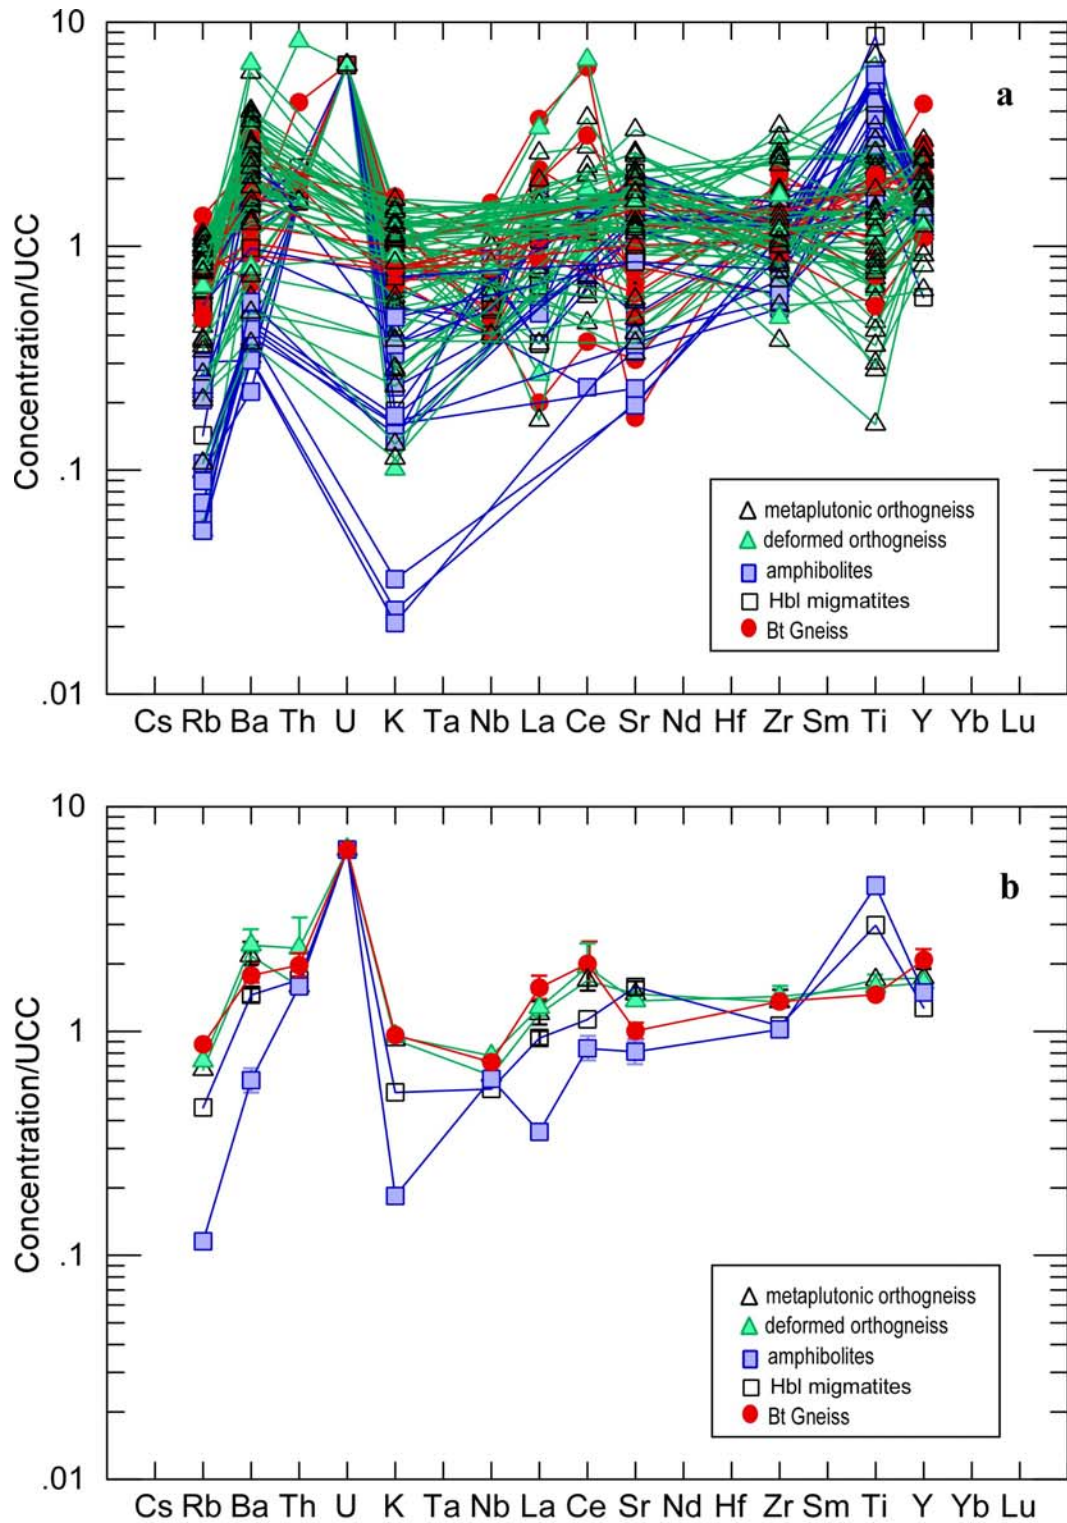 10
a
1
Concentration/UCC
.1
metaplutonic orthogneiss
deformed orthogneiss
amphibolites
Hbl migmatites
Bt Gneiss
.01
Cs Rb Ba Th U K Ta Nb La Ce Sr Nd Hf Zr Sm Ti Y Yb Lu
10
b
1
Concentration/UCC
.1
metaplutonic orthogneiss
deformed orthogneiss
amphibolites
Hbl migmatites
Bt Gneiss
.01
Cs Rb Ba Th U K Ta Nb La Ce Sr Nd Hf Zr Sm Ti Y Yb Lu